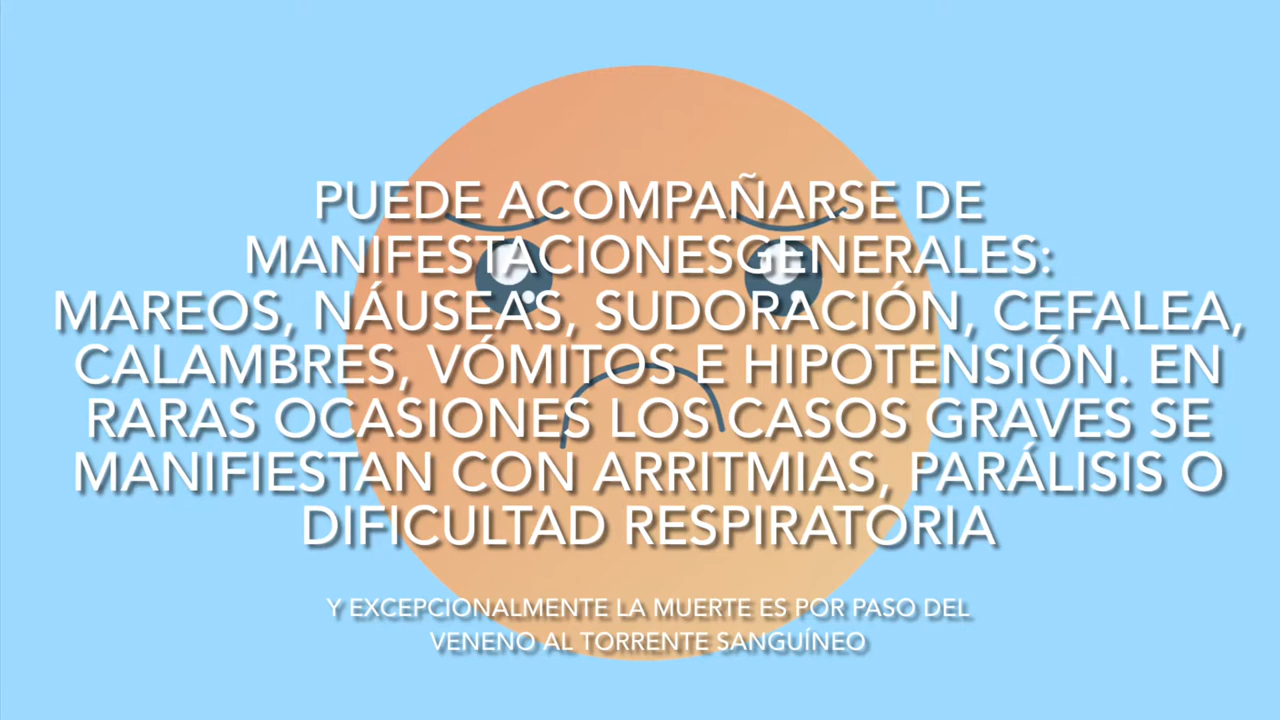 PUEDE ACOMPAÑARSE DE
MANIFESTACIONESGENERALES:
MAREOS, NÁUSEAS, SUDORACIÓN, CEFALEA,
CALAMBRES, VÓMITOS E HIPOTENSIÓN. EN
RARAS OCASIONES LOS CASOS GRAVES SE
MANIFIESTAN CON ARRITMIAS, PARÁLISIS O
DIFICULTAD RESPIRATORIA
Y EXCEPCIONALMENTE LA MUERTE ES POR PASO DEL
VENENO AL TORRENTE SANGUÍNEO